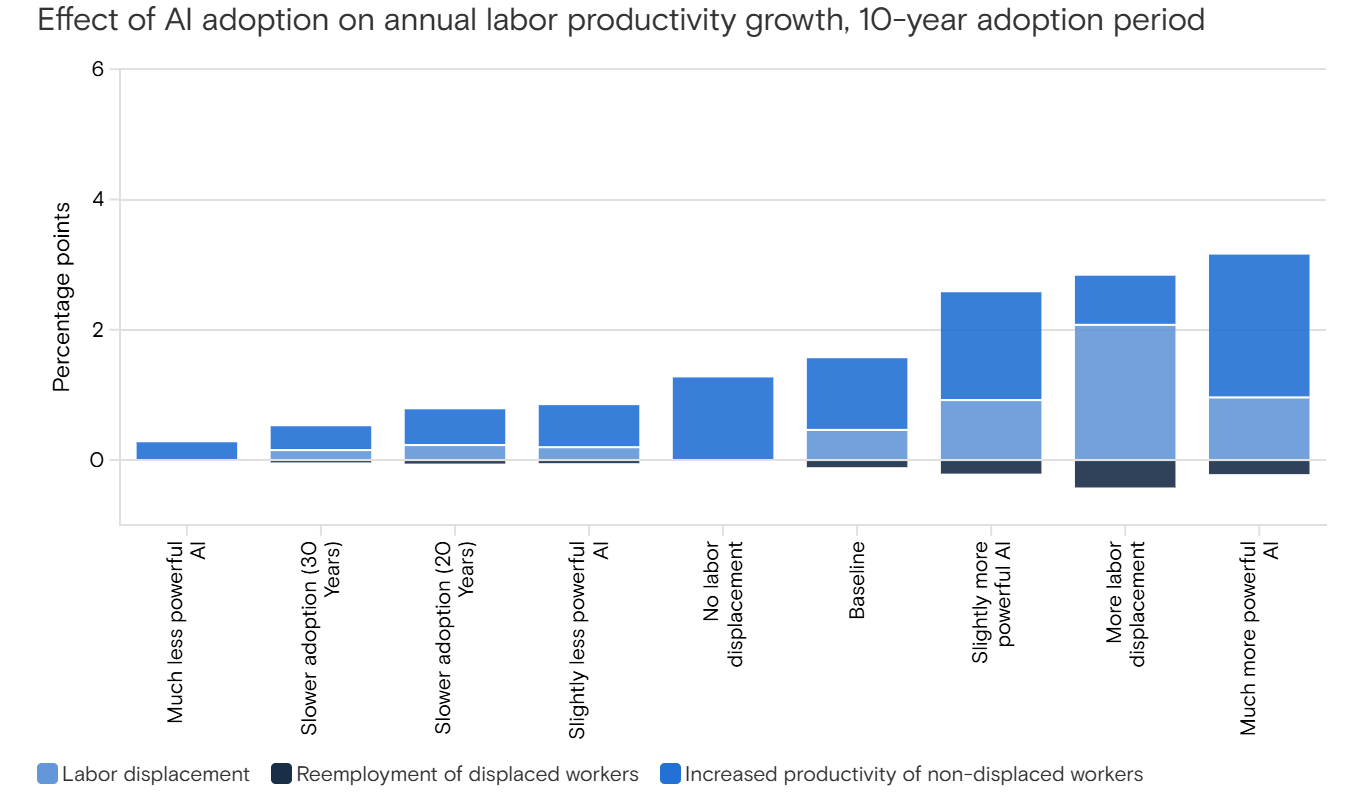 Effect of AI adoption on annual labor productivity growth, 10-year adoption period
6
4
2
0
Percentage points
Much less powerful
AI
Slower adoption (30
Years)
Slower adoption (20
Years)
Slightly less powerful
AI
No labor
displacement
Baseline
Slightly more
powerful AI
More labor
displacement
Much more powerful
AI
Labor displacement
Reemployment of displaced workers
Increased productivity of non-displaced workers